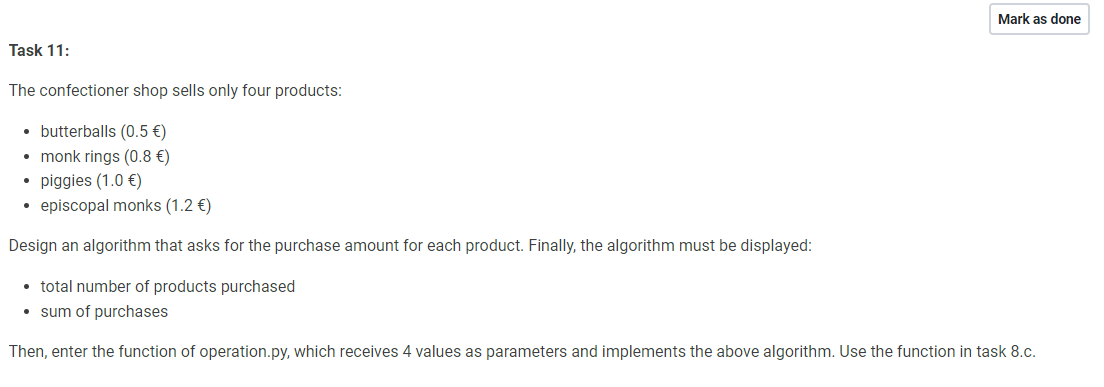 Mark as done
Task 11:
The confectioner shop sells only four products:
• butterballs (0.5 €)
• monk rings (0.8 €)
• piggies (1.0 €)
• episcopal monks (1.2 €)
Design an algorithm that asks for the purchase amount for each product. Finally, the algorithm must be displayed:
• total number of products purchased
• sum of purchases
Then, enter the function of operation.py, which receives 4 values as parameters and implements the above algorithm. Use the function in task 8.c.